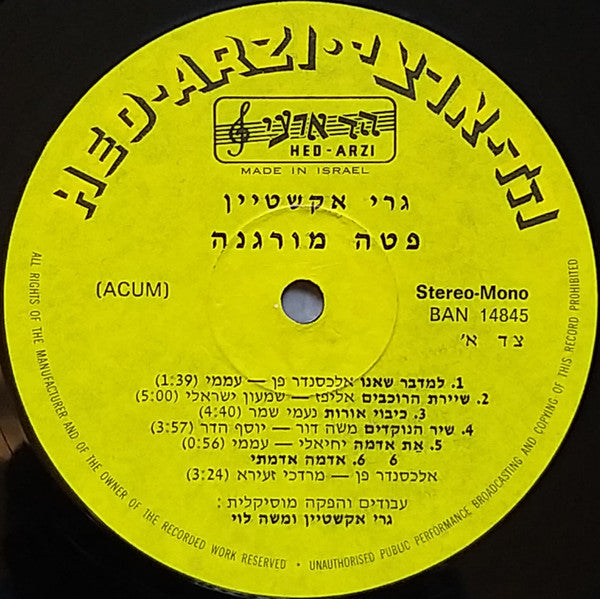 HED-ARZI • הד-ארצי
הד ארצי
HED-ARZI
MADE IN ISRAEL
גרי אקשטיין
פטה מורגנה
(ACUM)
Stereo-Mono
BAN 14845
צד א'
1. למדבר שאנו אלכסנדר פן — עממי (1:39)
2. שיירת הרוכבים אליפז — שמעון ישראלי (5:00)
3. כיבוי אורות נעמי שמר (4:40)
4. שיר הנוקדים משה דור — יוסף הדר (3:57)
5. את אדמה יחיאלי — עממי (0:56)
6 6. אדמה אדמתי
אלכסנדר פן — מרדכי זעירא (3:24)
עבודים והפקה מוסיקלית :
גרי אקשטיין ומשה לוי
ALL RIGHTS OF THE MANUFACTURER AND OF THE OWNER OF THE RECORDED WORK RESERVED • UNAUTHORISED PUBLIC PERFORMANCE BROADCASTING AND COPYING OF THIS RECORD PROHIBITED